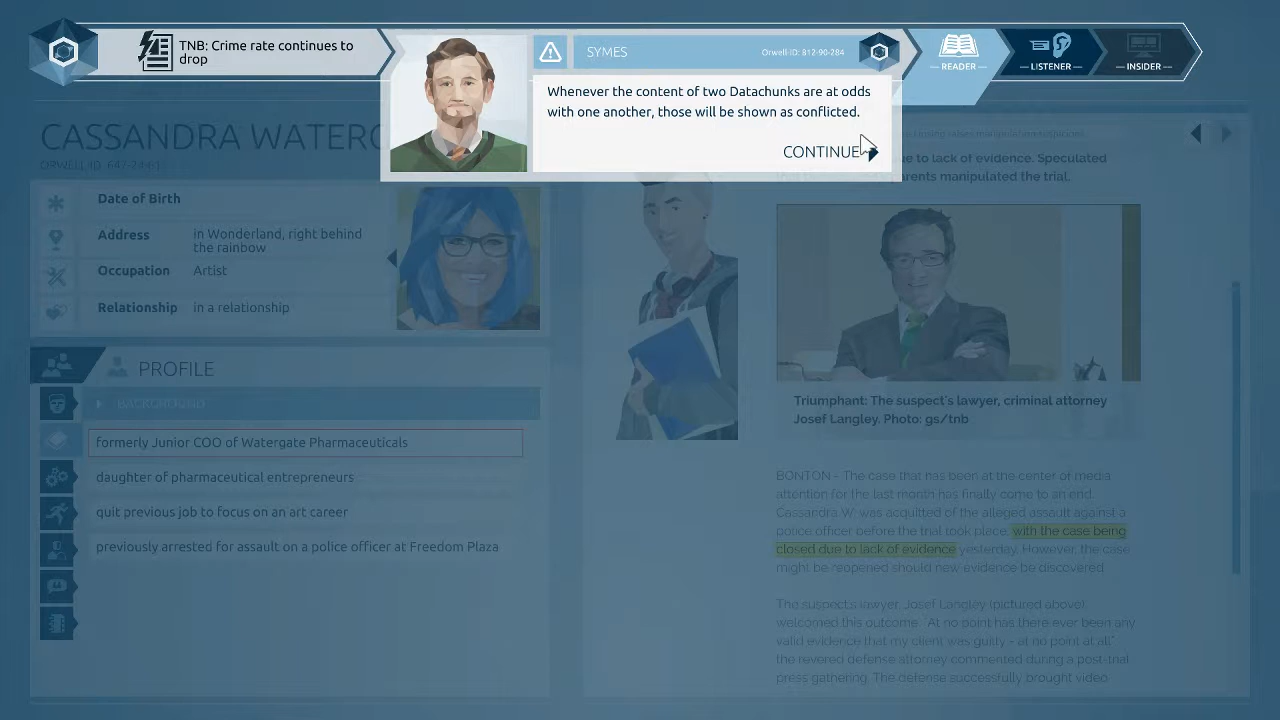 TNB: Crime rate continues to
drop
SYMES
Orwell ID: 812-90-284
Whenever the content of two Datachunks are at odds
with one another, those will be shown as conflicted.
CONTINUE
READER
LISTENER
INSIDER
CASSANDRA WATERG
ORWELL ID:
Date of Birth
Address
in Wonderland, right behind
the rainbow
Occupation
Artist
Relationship
in a relationship
PROFILE
BACKGROUND
formerly Junior COO of Watergate Pharmaceuticals
daughter of pharmaceutical entrepreneurs
quit previous job to focus on an art career
previously arrested for assault on a police officer at Freedom Plaza
ue to lack of evidence. Speculated
arents manipulated the trial.
Triumphant: The suspect's lawyer, criminal attorney
Josef Langley. Photo: gs/tnb
BONTON - The case that has been at the center of media
attention for the last month has finally come to an end.
Cassandra W. was acquitted of the alleged assault against a
police officer before the trial took place, with the case being
closed due to lack of evidence yesterday. However, the case
might be reopened should new evidence be discovered.
The suspect's lawyer, Josef Langley (pictured above)
welcomed this outcome. "At no point has there ever been any
valid evidence that my client was guilty - at no point at all"
the revered defense attorney commented during a post-trial
press gathering. The defense successfully brought video